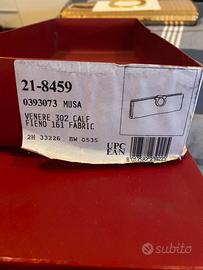 21-8459
0393073 MUSA
VENERE 302 CALF
FIENO 161 FABRIC
2H 33226 BW 0535
UPC
EAN
subito